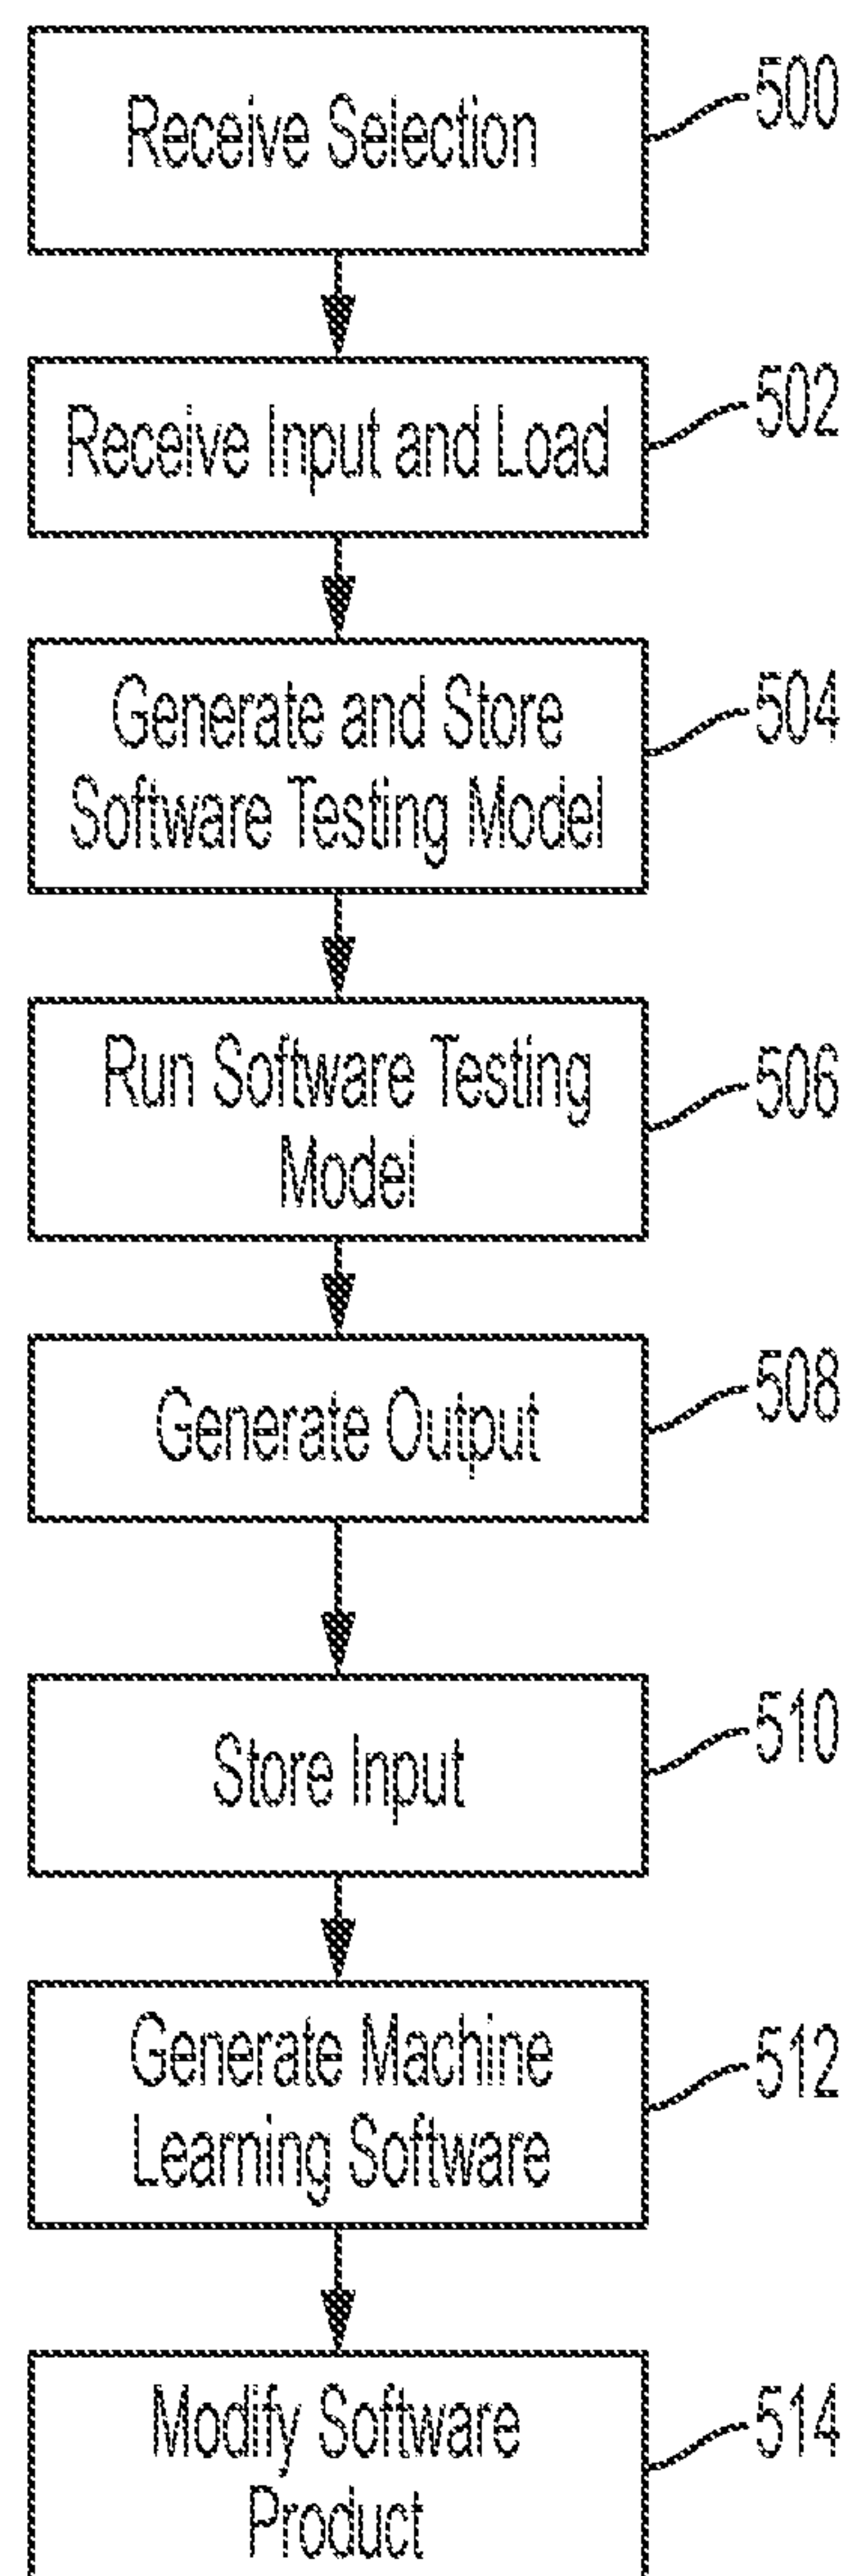 Receive Selection
500
Receive Input and Load
502
Generate and Store
Software Testing Model
504
Run Software Testing
Model
506
Generate Output
508
Store Input
510
Generate Machine
Learning Software
512
Modify Software
Product
514